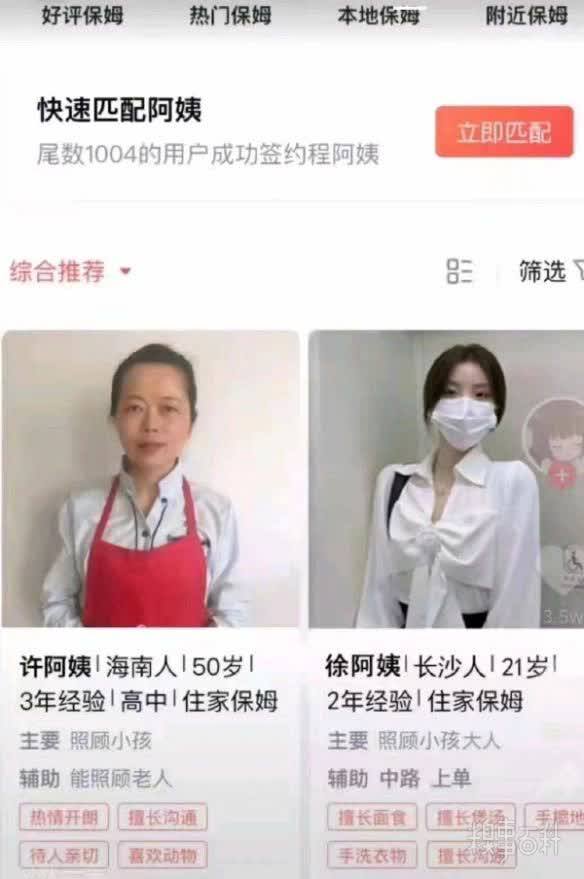 好评保姆 热门保姆 本地保姆 附近保姆
快速匹配阿姨
尾数1004的用户成功签约程阿姨
立即匹配
综合推荐
筛选
3.5w
许阿姨|海南人|50岁|
3年经验|高中|住家保姆
主要 照顾小孩
辅助 能照顾老人
热情开朗 擅长沟通
待人亲切 喜欢动物
徐阿姨|长沙人|21岁|
2年经验|住家保姆
主要 照顾小孩大人
辅助 中路 上单
擅长面食 擅长煲汤 手擦地
手洗衣物 擅长沟通